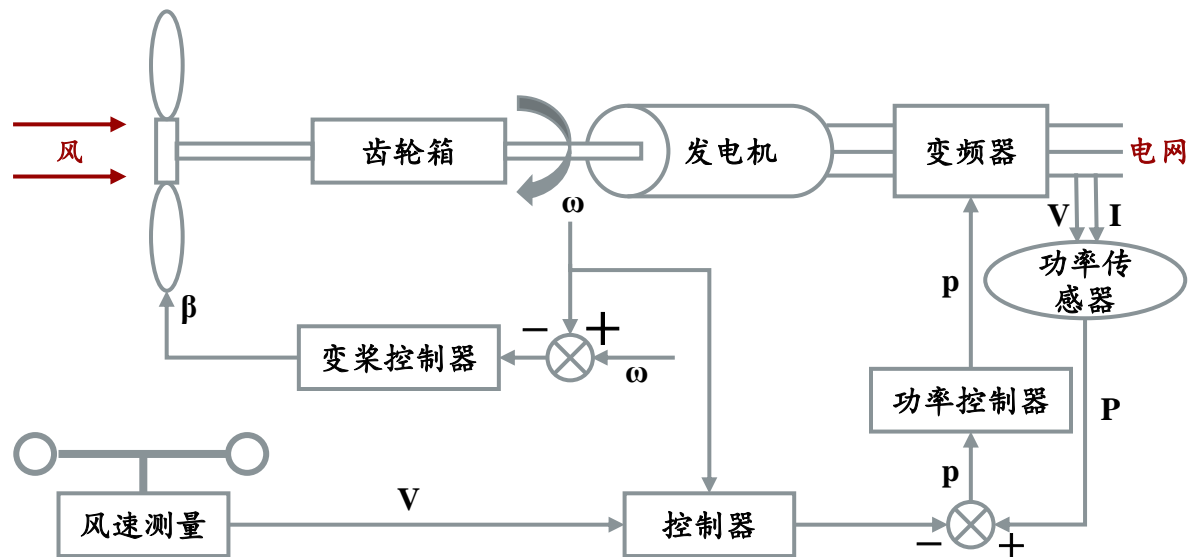 风
齿轮箱
发电机
变频器
电网
ω
V
I
功率传
感器
β
p
− +
变桨控制器
ω
功率控制器
P
p
风速测量
V
控制器
− +